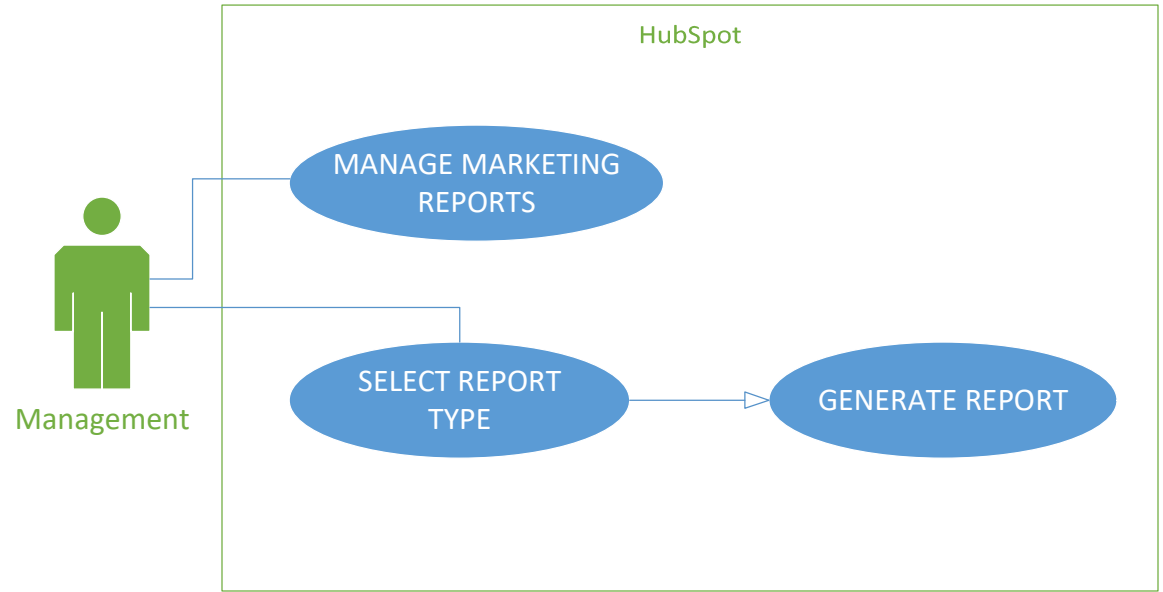 HubSpot
MANAGE MARKETING
REPORTS
Management
SELECT REPORT
TYPE
GENERATE REPORT